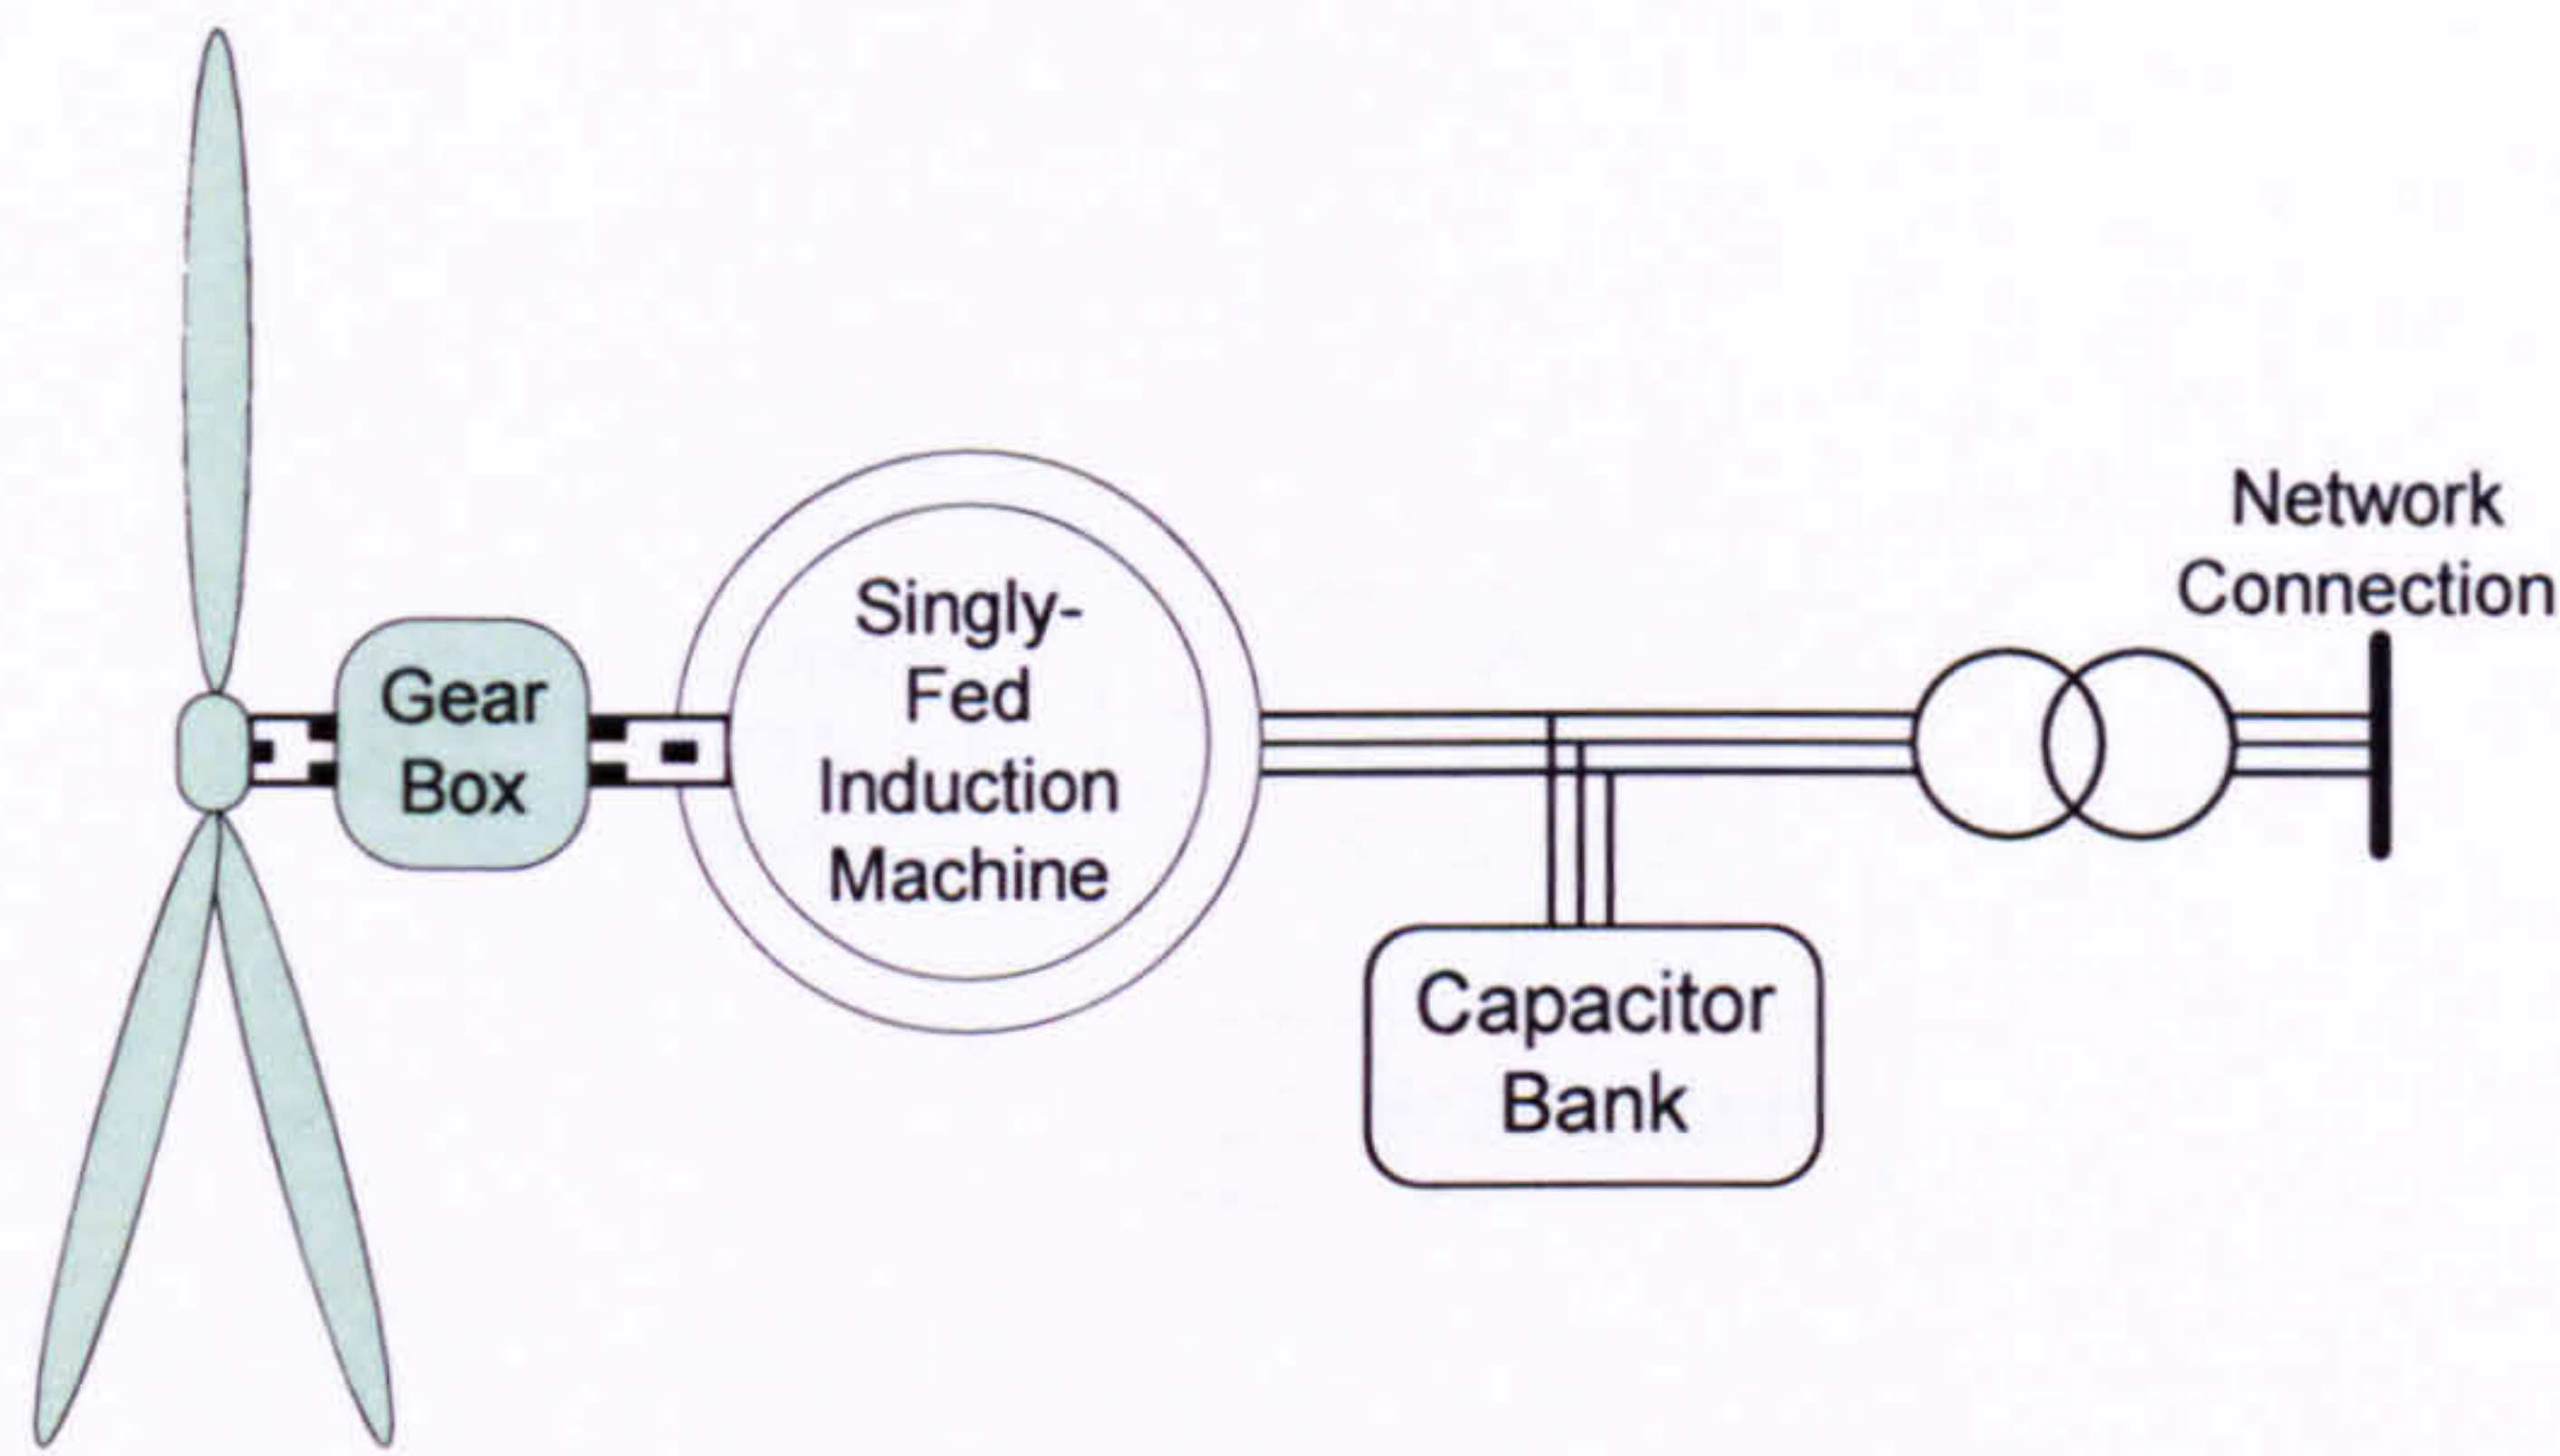 Gear
Box
Singly-
Fed
Induction
Machine
Capacitor
Bank
Network
Connection